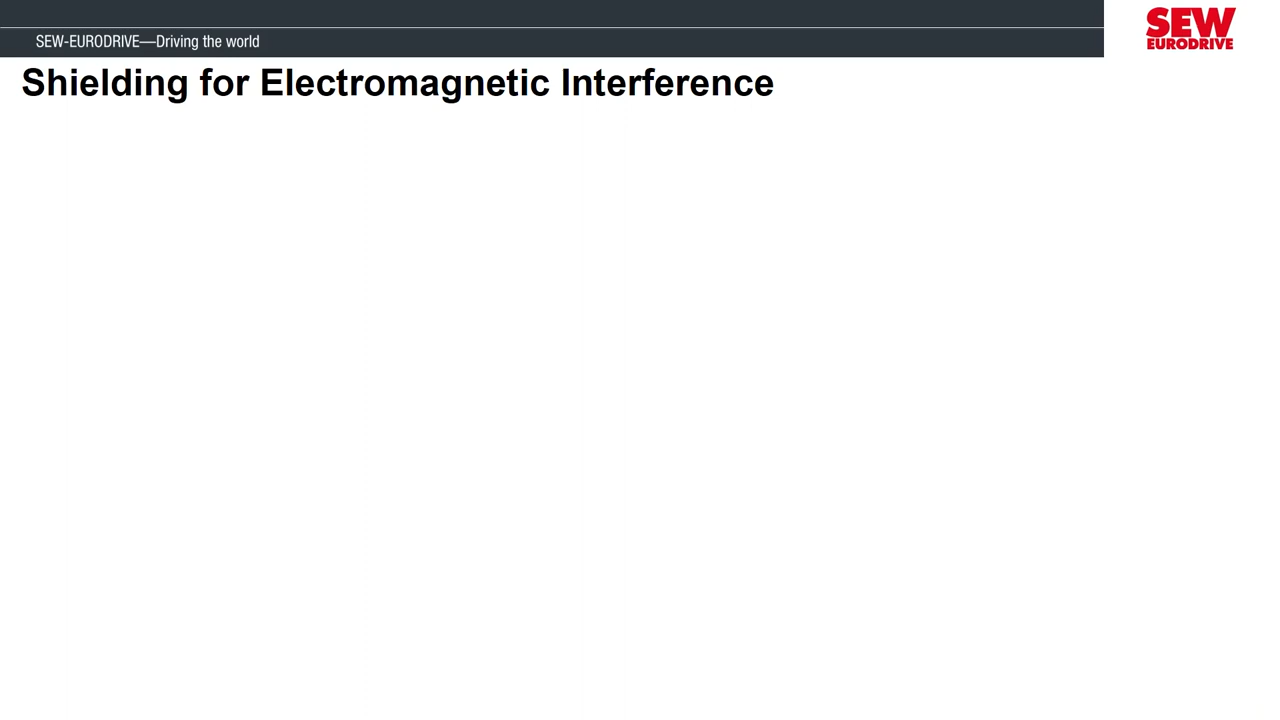 SEW-EURODRIVE—Driving the world
SEW
EURODRIVE
Shielding for Electromagnetic Interference